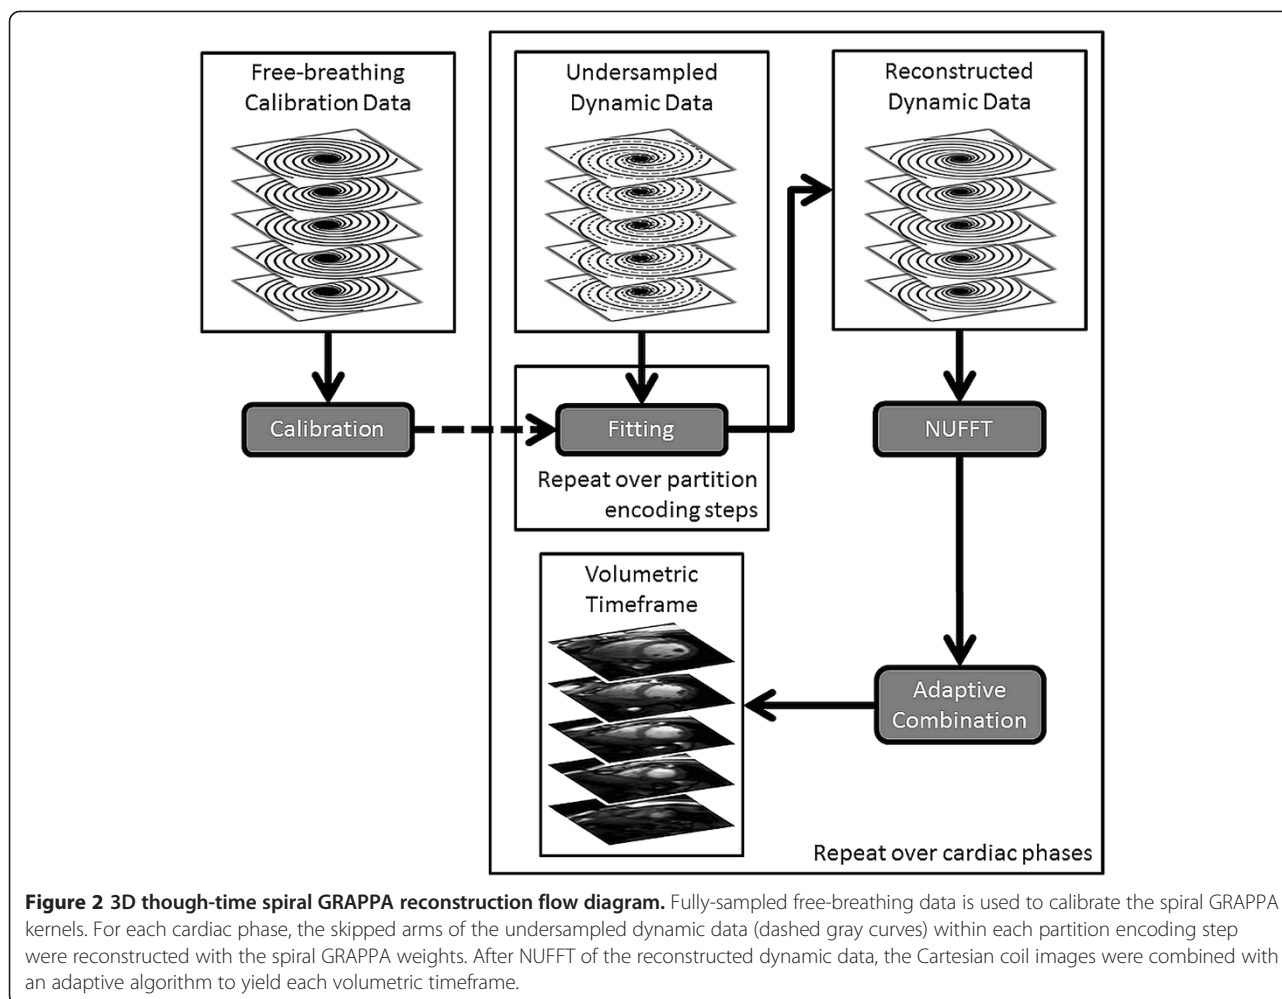 Free-breathing
Calibration Data
Undersampled
Dynamic Data
Reconstructed
Dynamic Data
Calibration
Fitting
NUFFT
Repeat over partition
encoding steps
Volumetric
Timeframe
Adaptive
Combination
Repeat over cardiac phases
Figure 2 3D though-time spiral GRAPPA reconstruction flow diagram. Fully-sampled free-breathing data is used to calibrate the spiral GRAPPA
kernels. For each cardiac phase, the skipped arms of the undersampled dynamic data (dashed gray curves) within each partition encoding step
were reconstructed with the spiral GRAPPA weights. After NUFFT of the reconstructed dynamic data, the Cartesian coil images were combined with
an adaptive algorithm to yield each volumetric timeframe.